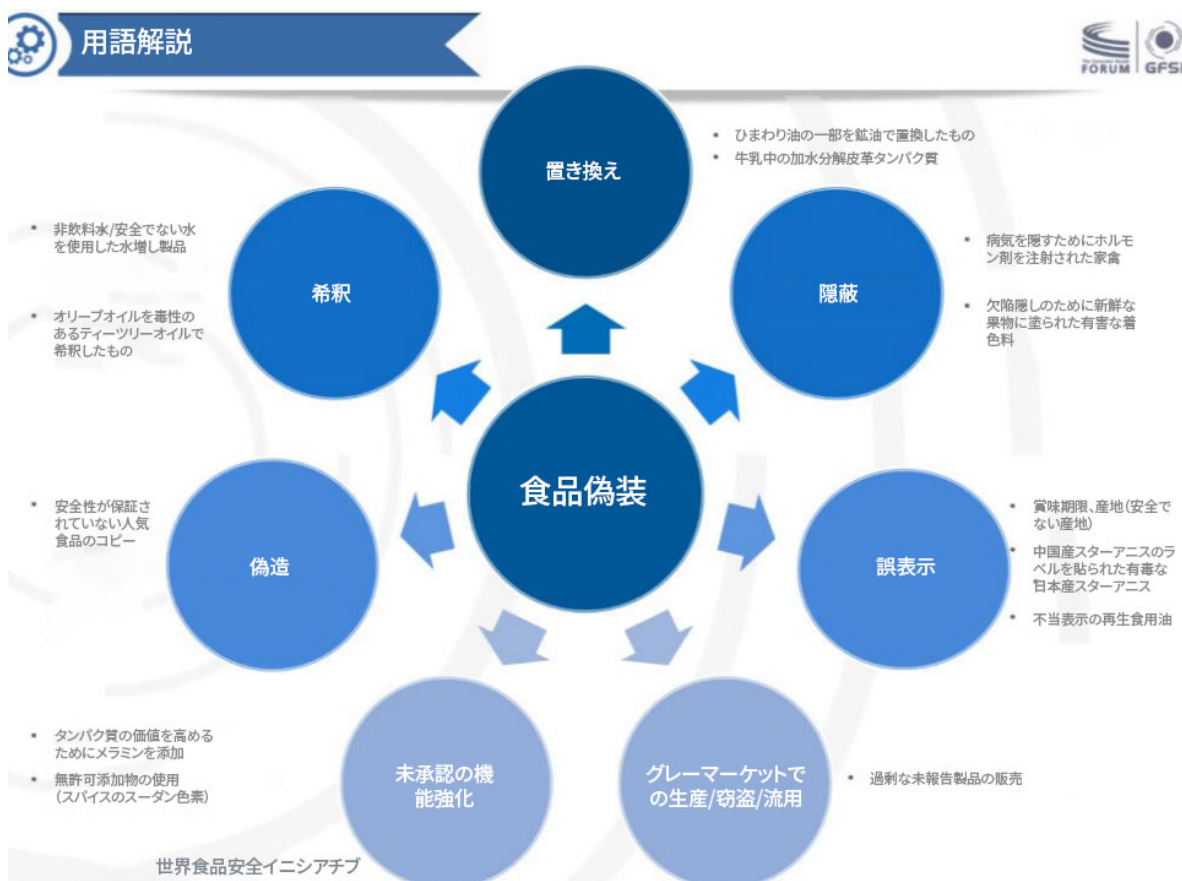 用語解説
FORUM
GFSI
置き換え
ひまわり油の一部を鉱油で置換したもの
牛乳中の加水分解皮革タンパク質
希釈
非飲料水/安全でない水
を使用した水増し製品
オリーブオイルを毒性の
あるティーツリーオイルで
希釈したもの
隠蔽
病気を隠すためにホルモ
ン剤を注射された家禽
欠陥隠しのために新鮮な
果物に塗られた有害な着
色料
食品偽装
偽造
安全性が保証さ
れていない人気
食品のコピー
誤表示
賞味期限、産地(安全で
ない産地)
中国産スターアニスのラ
ベルを貼られた有毒な
日本産スターアニス
不当表示の再生食用油
未承認の機
能強化
タンパク質の価値を高める
ためにメラミンを添加
無許可添加物の使用
(スパイスのスーダン色素)
グレーマーケットで
の生産/窃盗/流用
過剰な未報告製品の販売
世界食品安全イニシアチブ